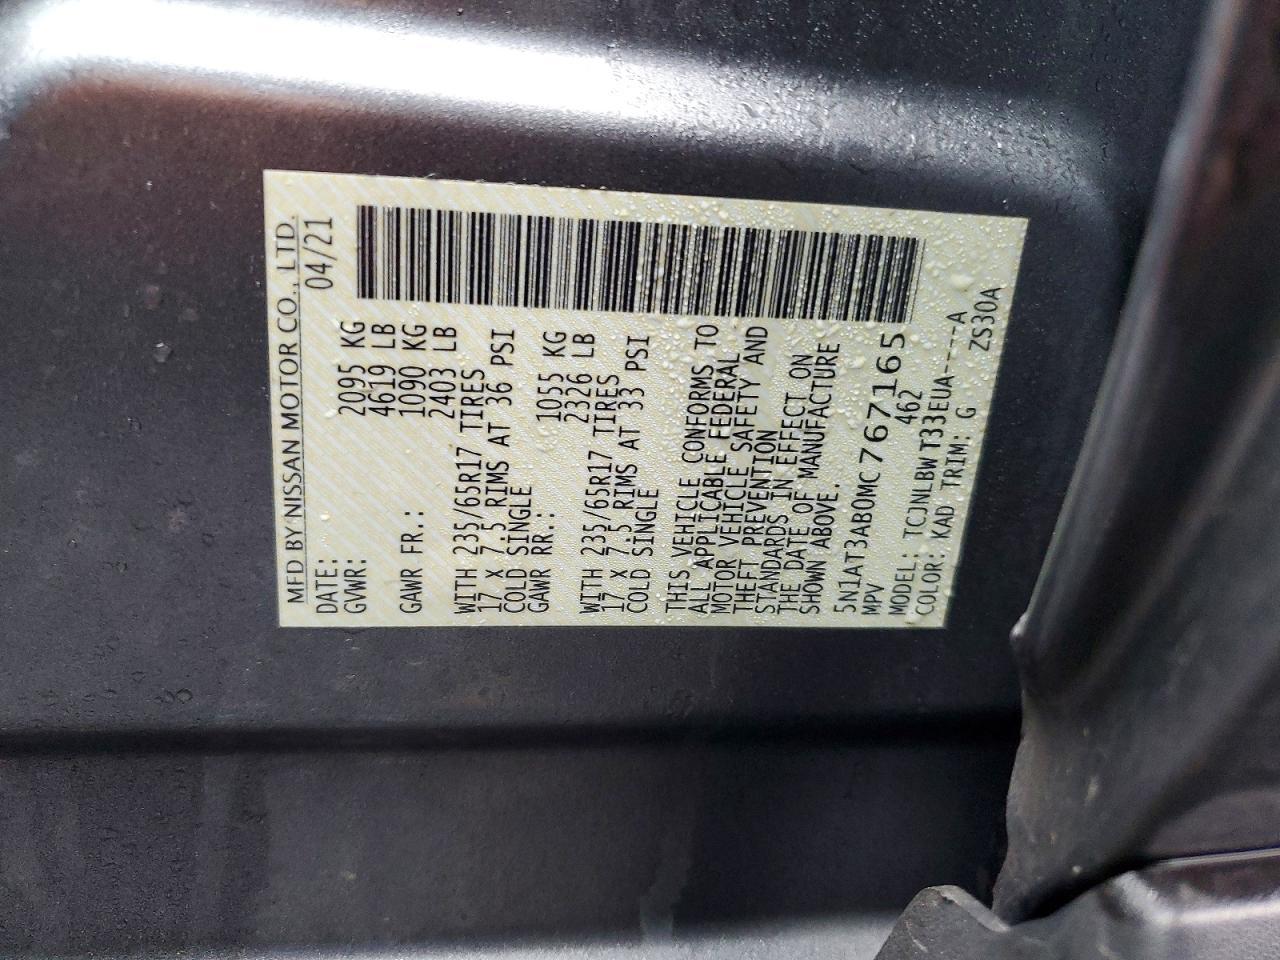 MFD BY NISSAN MOTOR CO., LTD.
DATE: 04/21
GVWR: 2095 KG
4619 LB
GAWR FR.: 1090 KG
2403 LB
WITH 235/65R17 TIRES
17 X 7.5 RIMS AT 36 PSI
COLD SINGLE
GAWR RR.: 1055 KG
2326 LB
WITH 235/65R17 TIRES
17 X 7.5 RIMS AT 33 PSI
COLD SINGLE
THIS VEHICLE CONFORMS TO
ALL APPLICABLE FEDERAL
MOTOR VEHICLE SAFETY AND
THEFT PREVENTION
STANDARDS IN EFFECT ON
THE DATE OF MANUFACTURE
SHOWN ABOVE.
5N1AT3AB0MC767165
MPV 462
MODEL: TCJNLBWT33EUA----A
COLOR: KAD TRIM: G ZS30A